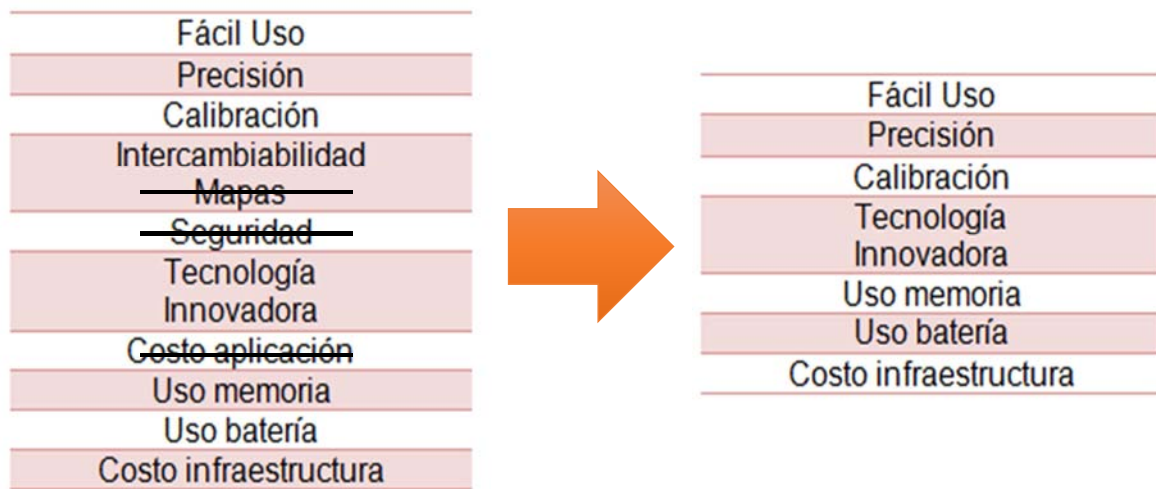 Fácil Uso
Precisión
Calibración
Intercambiabilidad
Mapas
Seguridad
Tecnología
Innovadora
Costo aplicación
Uso memoria
Uso batería
Costo infraestructura
Fácil Uso
Precisión
Calibración
Tecnología
Innovadora
Uso memoria
Uso batería
Costo infraestructura